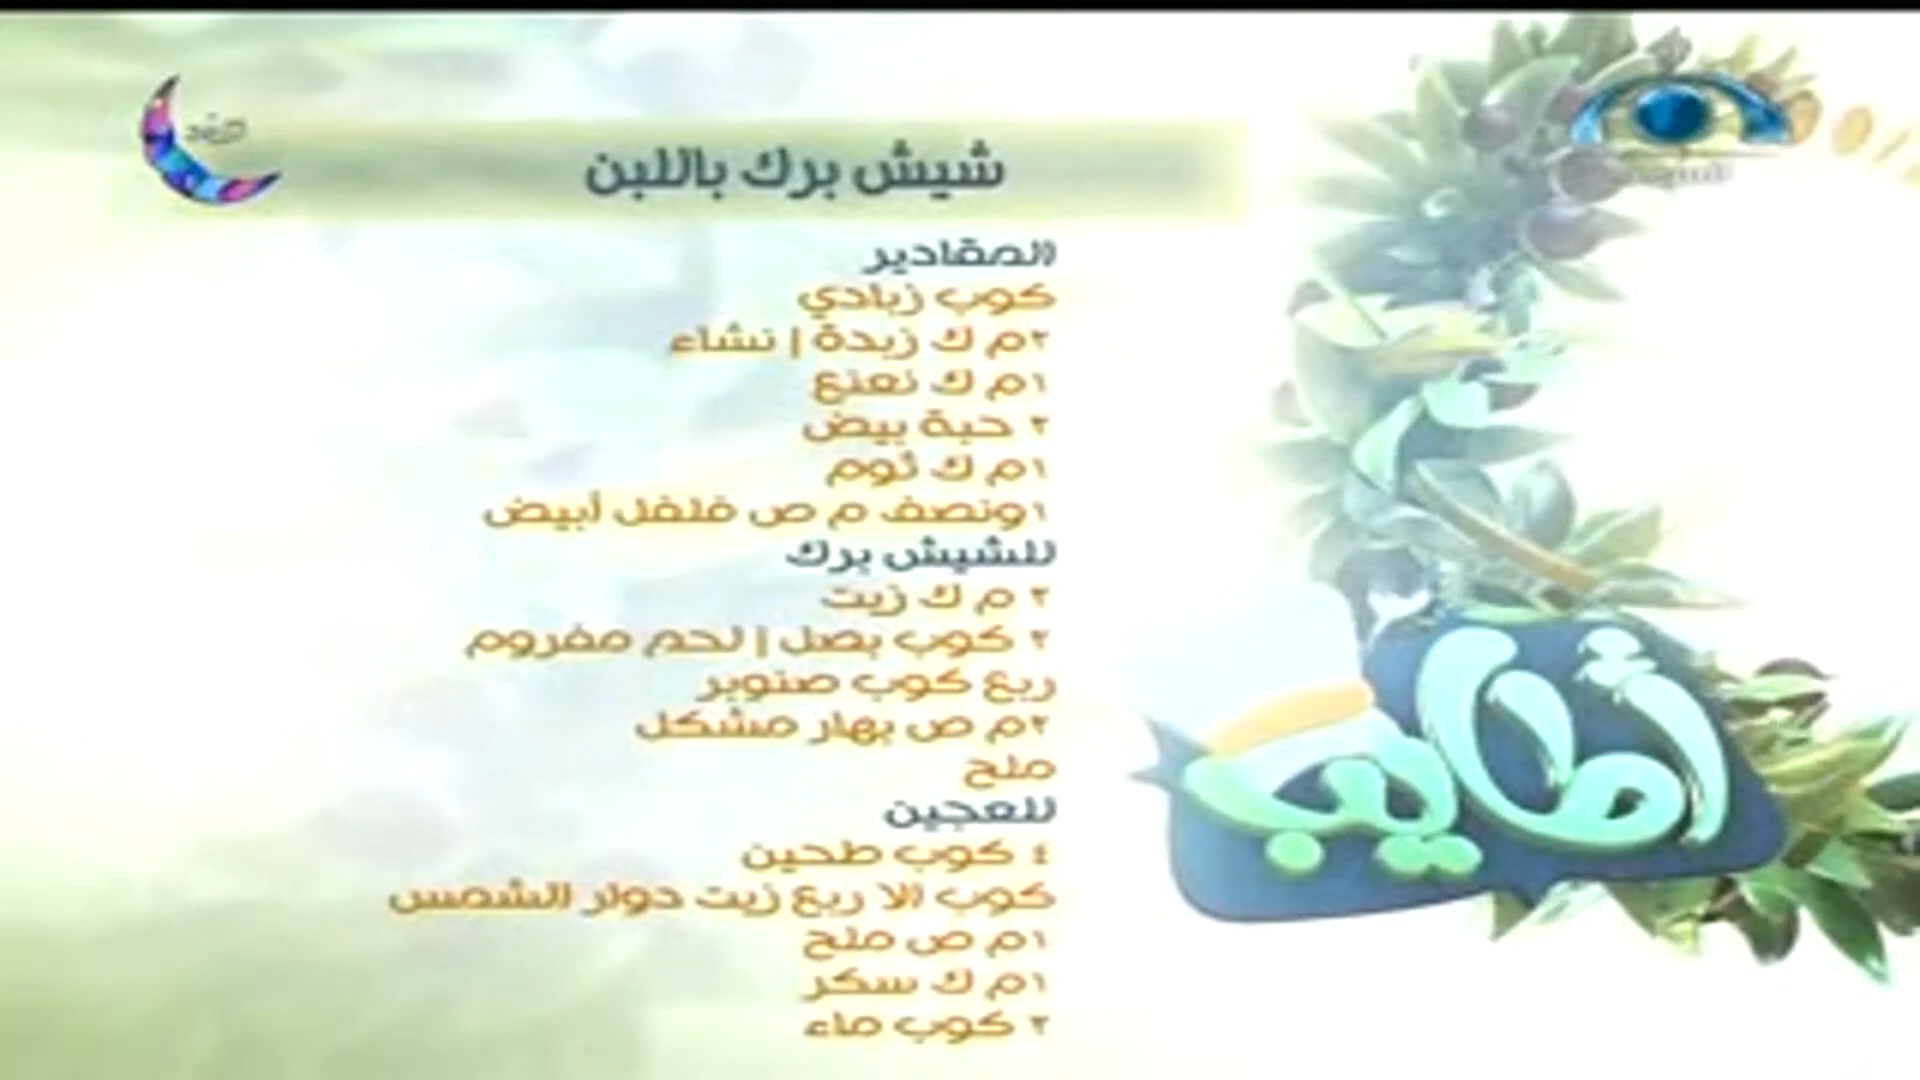 شيش برك باللبن
المقادير
كوب زبادي
٢م ك زبدة | نشاء
١م ك نعنع
٢ حبة بيض
١م ك ثوم
١ونصف م ص فلفل أبيض
للشيش برك
٢ م ك زيت
٢ كوب بصل | لحم مفروم
ربع كوب صنوبر
٢م ص بهار مشكل
ملح
للعجين
٤ كوب طحين
كوب الا ربع زيت دوار الشمس
١م ص ملح
١م ك سكر
٢ كوب ماء
أطايب